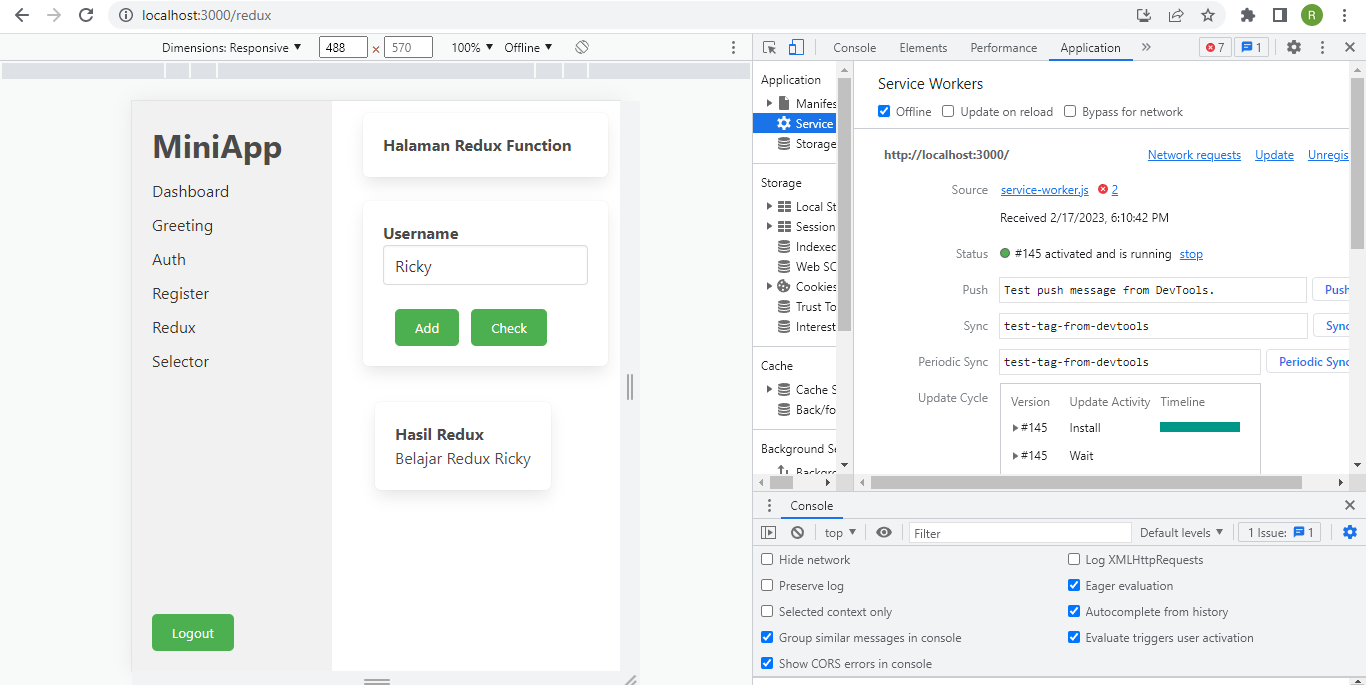 localhost:3000/redux
R
Dimensions: Responsive
488
×
570
100%
Offline
MiniApp
Dashboard
Greeting
Auth
Register
Redux
Selector
Logout
Halaman Redux Function
Username
Ricky
Add
Check
Hasil Redux
Belajar Redux Ricky
Console
Elements
Performance
Application
»
7
1
Application
Manifes
Service
Storage
Storage
Local St
Session
Indexed
Web SC
Cookies
Trust To
Interest
Cache
Cache S
Back/fo
Background Se
Backgro
Service Workers
Offline
Update on reload
Bypass for network
http://localhost:3000/
Network requests
Update
Unregis
Source
service-worker.js
2
Received 2/17/2023, 6:10:42 PM
Status
#145 activated and is running
stop
Push
Test push message from DevTools.
Push
Sync
test-tag-from-devtools
Sync
Periodic Sync
test-tag-from-devtools
Periodic Sync
Update Cycle
Version
Update Activity
Timeline
#145
Install
#145
Wait
Console
top
Filter
Default levels
1 Issue:
1
Hide network
Log XMLHttpRequests
Preserve log
Eager evaluation
Selected context only
Autocomplete from history
Group similar messages in console
Evaluate triggers user activation
Show CORS errors in console